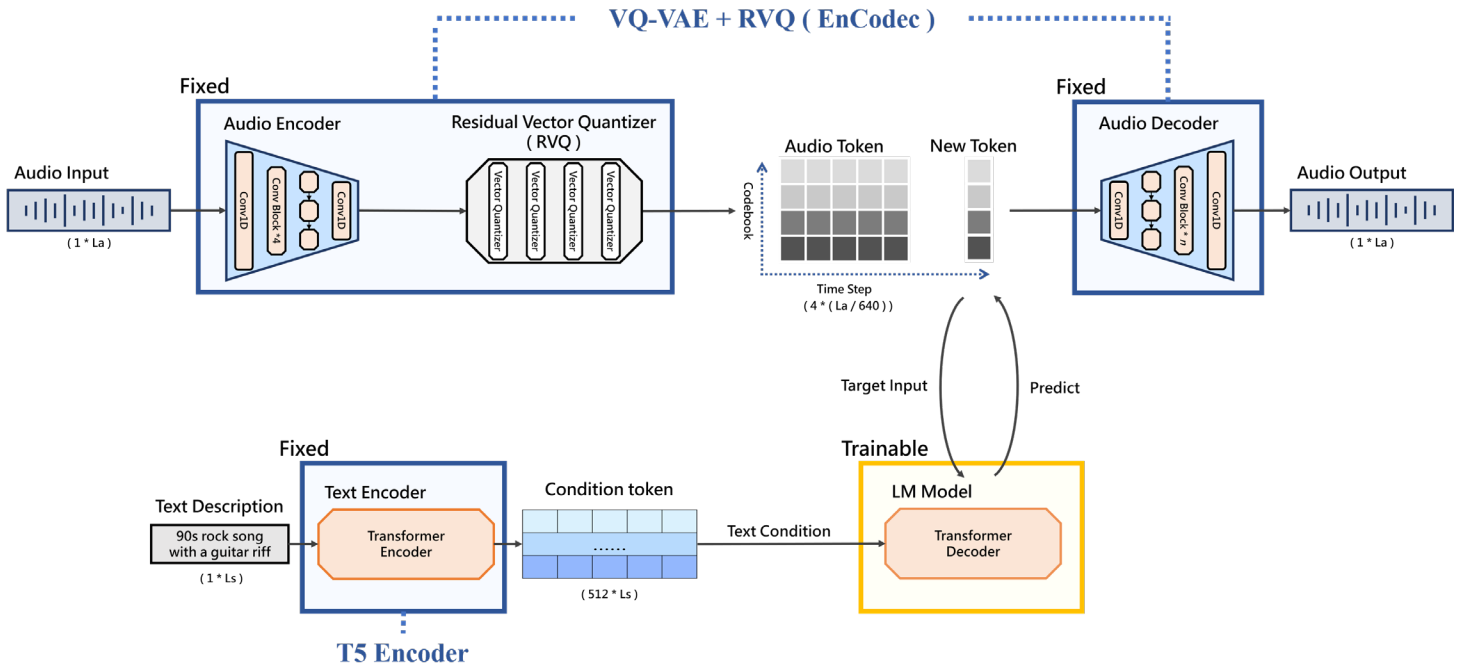 VQ-VAE + RVQ ( EnCodec )
Fixed
Audio Encoder
Residual Vector Quantizer
( RVQ )
Audio Input
( 1 * La )
Conv1D
Conv Block *4
Conv1D
Vector Quantizer
Vector Quantizer
Vector Quantizer
Vector Quantizer
Audio Token
New Token
Codebook
Time Step
( 4 * ( La / 640 ) )
Fixed
Audio Decoder
Conv1D
Conv Block * n
Conv1D
Audio Output
( 1 * La )
Target Input
Predict
Fixed
Text Encoder
Text Description
90s rock song
with a guitar riff
( 1 * Ls )
Transformer
Encoder
Condition token
......
( 512 * Ls )
Text Condition
Trainable
LM Model
Transformer
Decoder
T5 Encoder